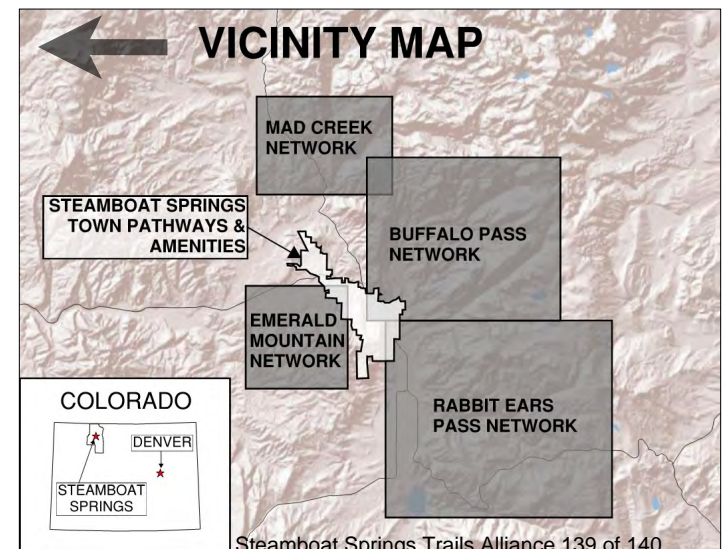 VICINITY MAP
MAD CREEK
NETWORK
STEAMBOAT SPRINGS
TOWN PATHWAYS &
AMENITIES
BUFFALO PASS
NETWORK
EMERALD
MOUNTAIN
NETWORK
RABBIT EARS
PASS NETWORK
COLORADO
DENVER
STEAMBOAT
SPRINGS
Steamboat Springs Trails Alliance 139 of 140